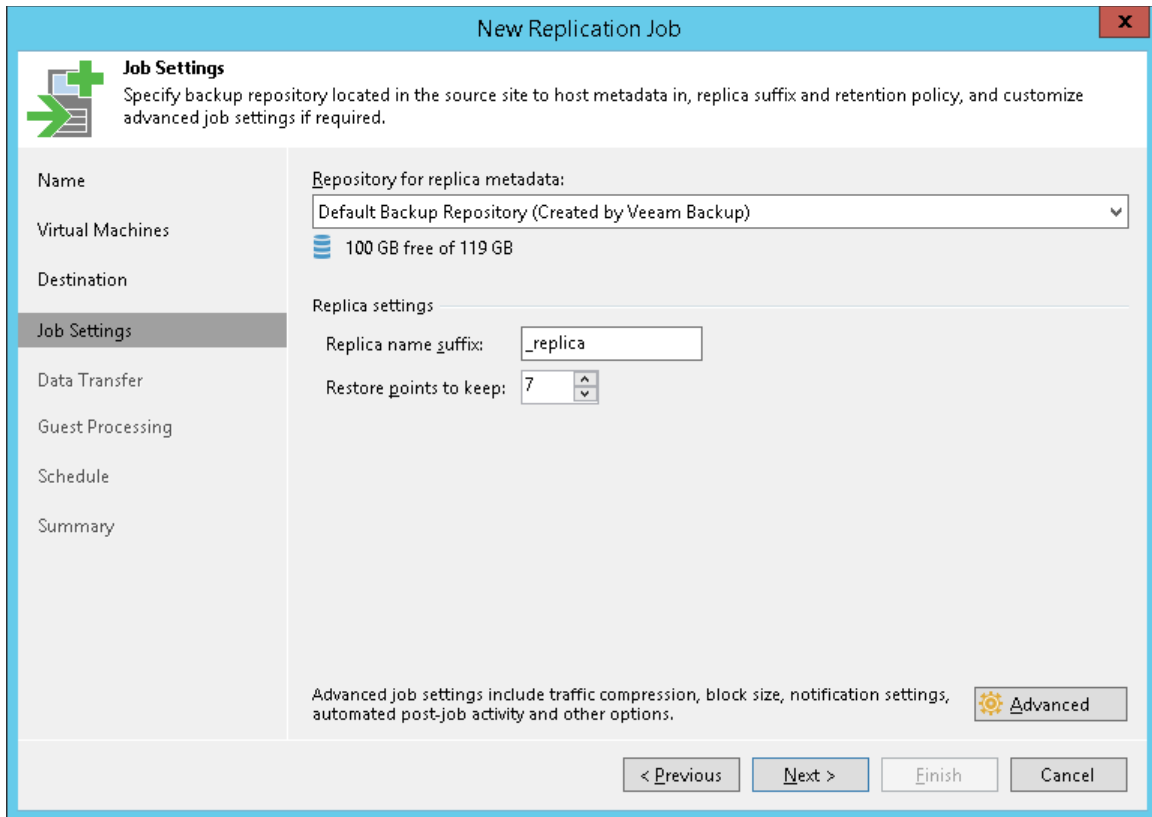 New Replication Job
x
Job Settings
Specify backup repository located in the source site to host metadata in, replica suffix and retention policy, and customize
advanced job settings if required.
Name
Virtual Machines
Destination
Job Settings
Data Transfer
Guest Processing
Schedule
Summary
Repository for replica metadata:
Default Backup Repository (Created by Veeam Backup)
100 GB free of 119 GB
Replica settings
Replica name suffix:
_replica
Restore points to keep:
7
Advanced job settings include traffic compression, block size, notification settings,
automated post-job activity and other options.
Advanced
< Previous
Next >
Finish
Cancel